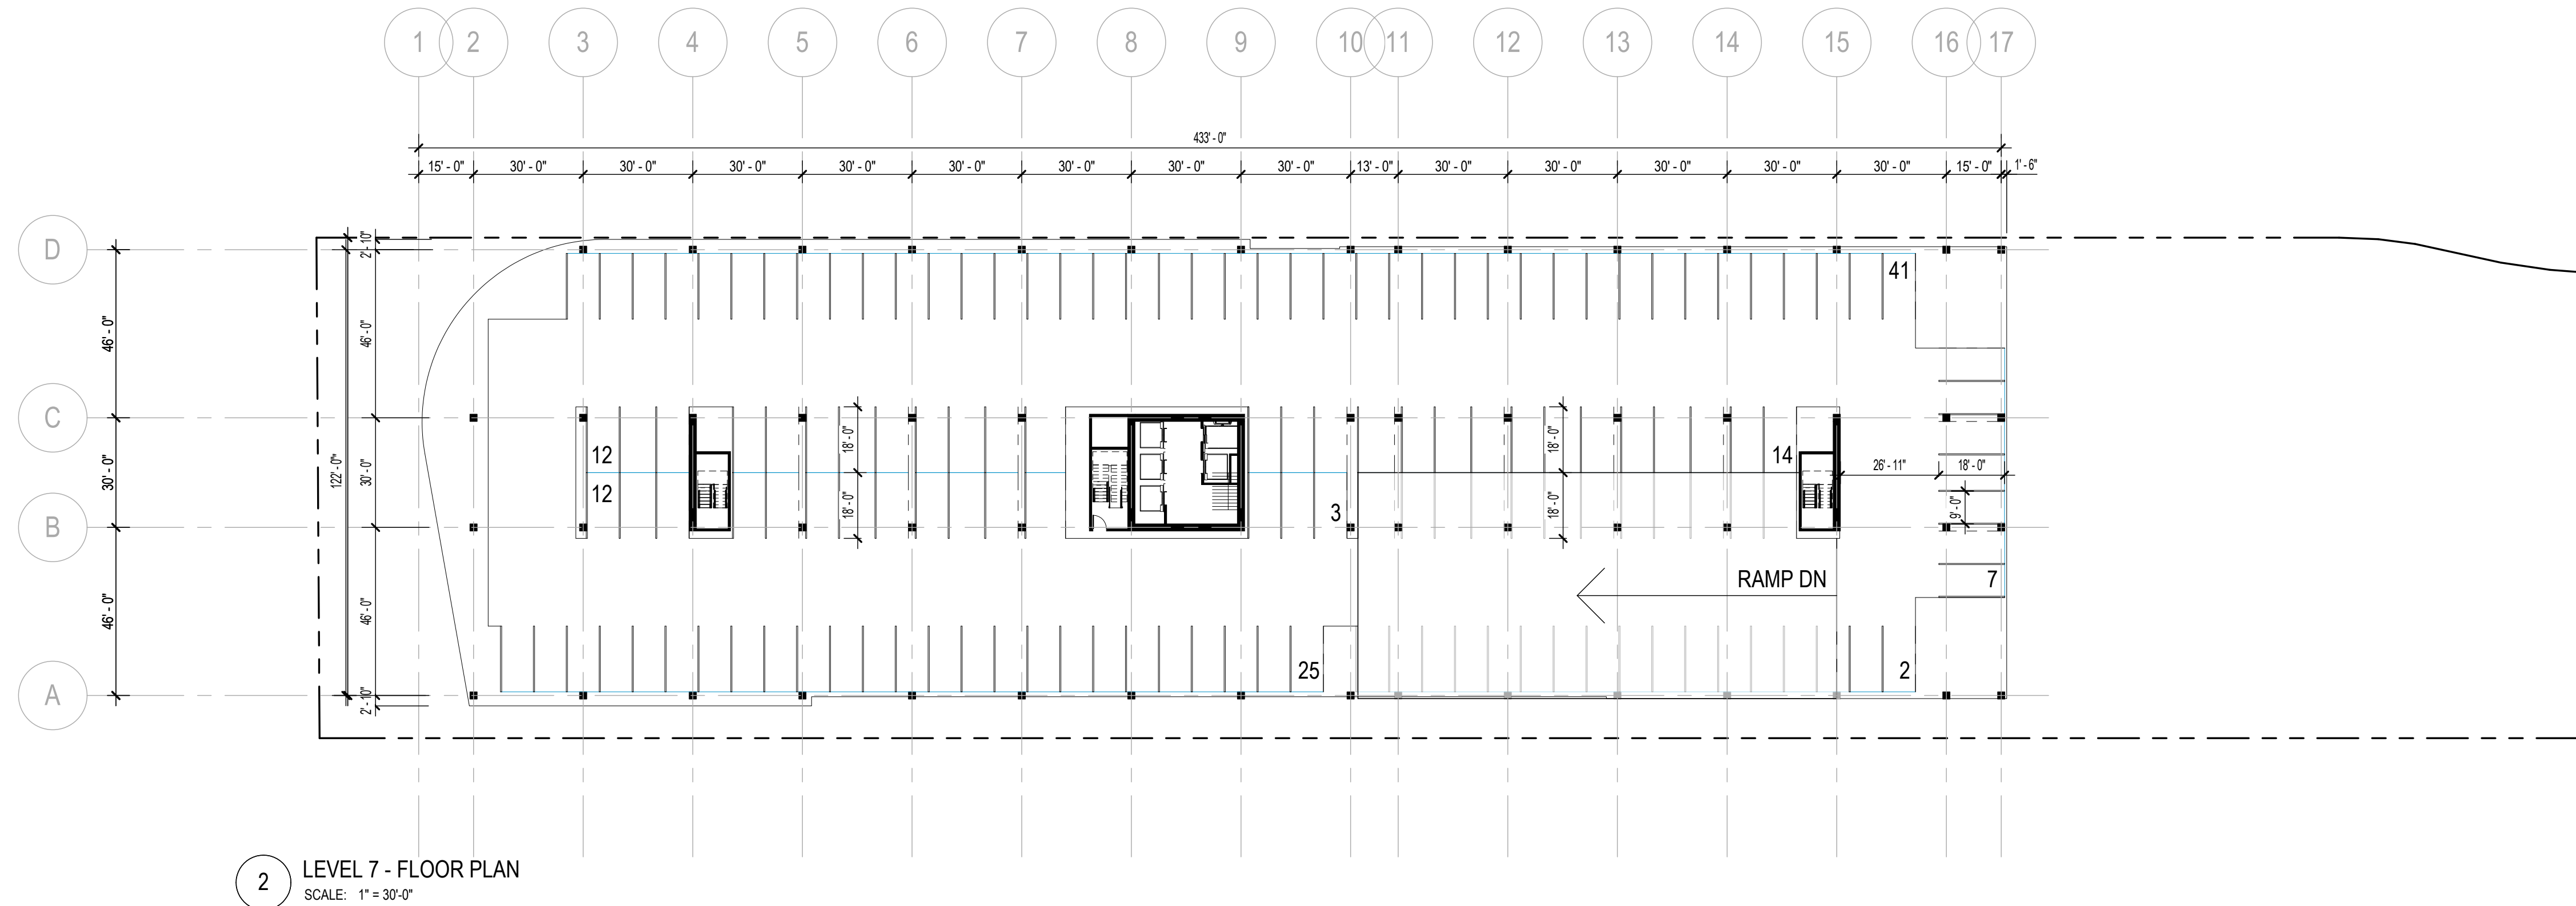 1 2 3 4 5 6 7 8 9 10 11 12 13 14 15 16 17
433' - 0"
15' - 0" 30' - 0" 30' - 0" 30' - 0" 30' - 0" 30' - 0" 30' - 0" 30' - 0" 30' - 0" 13' - 0" 30' - 0" 30' - 0" 30' - 0" 30' - 0" 30' - 0" 15' - 0" 1' - 6"
D
2' - 10"
41
46' - 0"
46' - 0"
C
12
18' - 0"
18' - 0"
14
26' - 11"
18' - 0"
30' - 0"
122' - 0"
30' - 0"
12
18' - 0"
3
18' - 0"
9' - 0"
B
RAMP DN
7
46' - 0"
46' - 0"
25
2
A
2' - 10"
2
LEVEL 7 - FLOOR PLAN
SCALE: 1" = 30'-0"